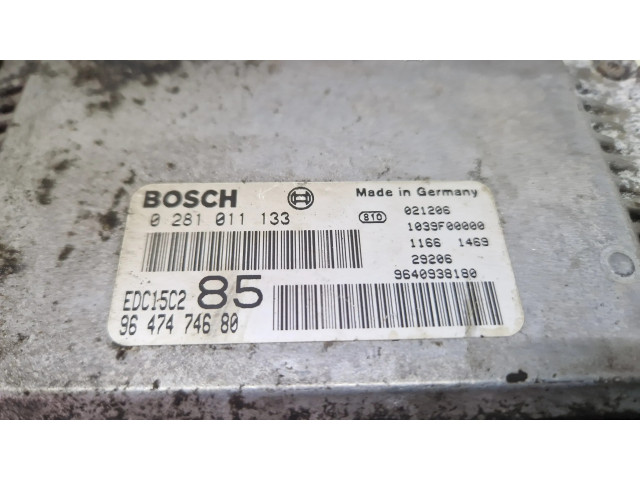 BOSCH
0 281 011 133
EDC15C2 85
96 474 746 80
Made in Germany
810 021206
1039F00000
1166 1469
29206
9640938180